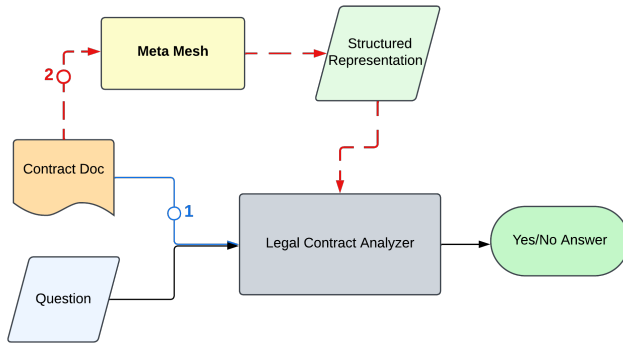 Meta Mesh
Structured
Representation
2
Contract Doc
1
Legal Contract Analyzer
Yes/No Answer
Question